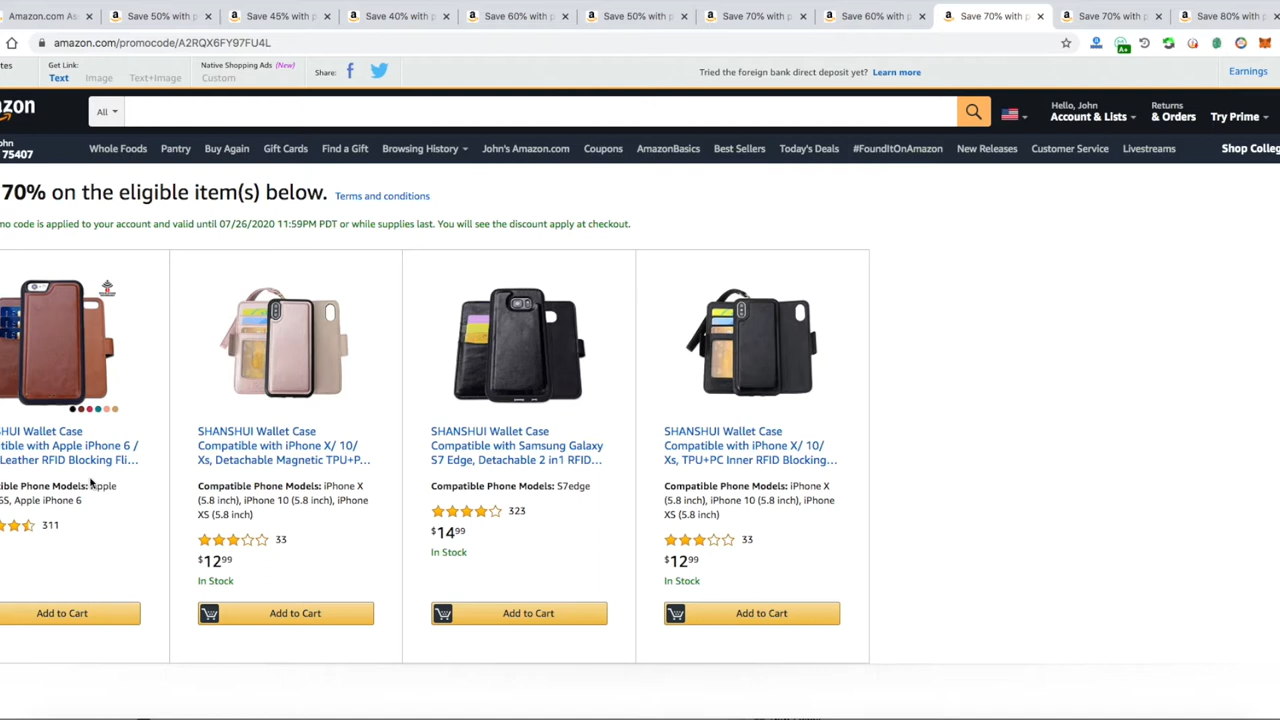 Amazon.com As
Save 50% with p
Save 45% with p
Save 40% with p
Save 60% with p
Save 50% with p
Save 70% with p
Save 60% with p
Save 70% with p
Save 70% with p
Save 80% with p
amazon.com/promocode/A2RQX6FY97FU4L
A+
tes
Get Link:
Text Image Text+Image
Native Shopping Ads (New)
Custom
Share:
Tried the foreign bank direct deposit yet? Learn more
Earnings
zon
All
Hello, John
Account & Lists
Returns
& Orders
Try Prime
ohn
75407
Whole Foods Pantry Buy Again Gift Cards Find a Gift Browsing History John's Amazon.com Coupons AmazonBasics Best Sellers Today's Deals #FoundItOnAmazon New Releases Customer Service Livestreams Shop Colleg
70% on the eligible item(s) below. Terms and conditions
mo code is applied to your account and valid until 07/26/2020 11:59PM PDT or while supplies last. You will see the discount apply at checkout.
HUI Wallet Case
tible with Apple iPhone 6 /
Leather RFID Blocking Fli...
ible Phone Models: Apple
6S, Apple iPhone 6
311
Add to Cart
SHANSHUI Wallet Case
Compatible with iPhone X/ 10/
Xs, Detachable Magnetic TPU+P...
Compatible Phone Models: iPhone X
(5.8 inch), iPhone 10 (5.8 inch), iPhone
XS (5.8 inch)
33
$1299
In Stock
Add to Cart
SHANSHUI Wallet Case
Compatible with Samsung Galaxy
S7 Edge, Detachable 2 in1 RFID...
Compatible Phone Models: S7edge
323
$1499
In Stock
Add to Cart
SHANSHUI Wallet Case
Compatible with iPhone X/ 10/
Xs, TPU+PC Inner RFID Blocking...
Compatible Phone Models: iPhone X
(5.8 inch), iPhone 10 (5.8 inch), iPhone
XS (5.8 inch)
33
$1299
In Stock
Add to Cart